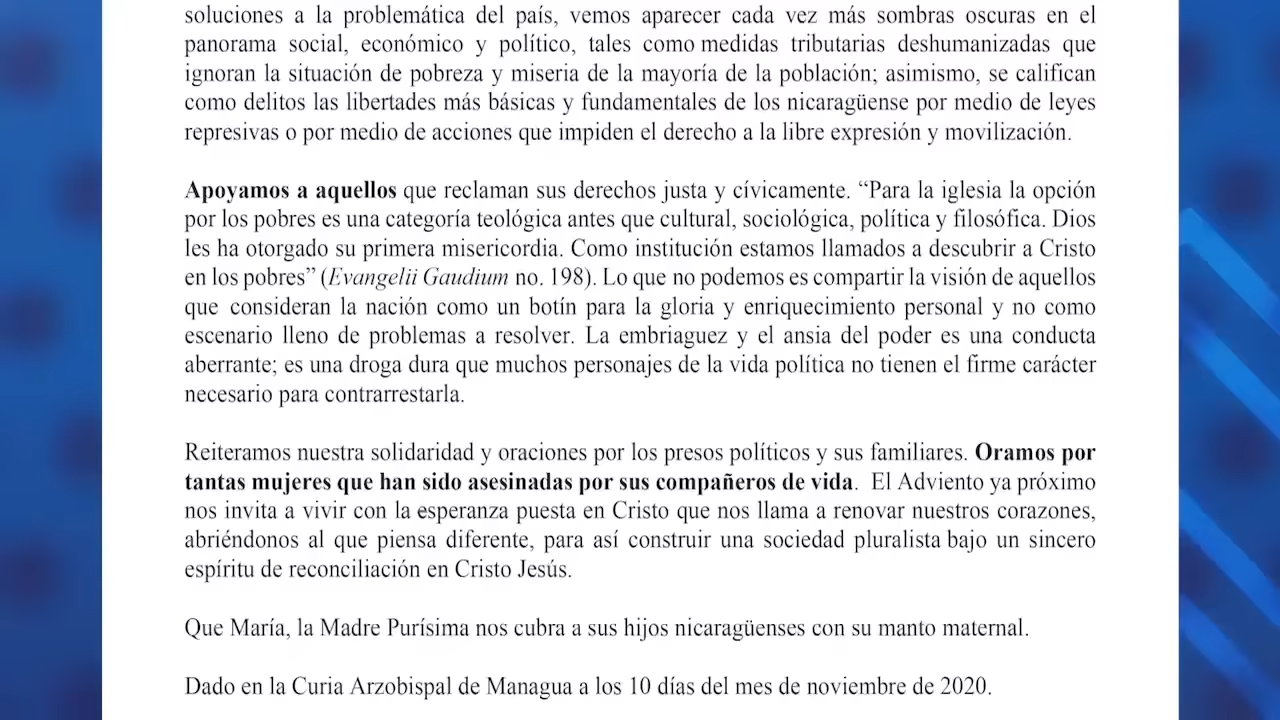 soluciones a la problemática del país, vemos aparecer cada vez más sombras oscuras en el
panorama social, económico y político, tales como medidas tributarias deshumanizadas que
ignoran la situación de pobreza y miseria de la mayoría de la población; asimismo, se califican
como delitos las libertades más básicas y fundamentales de los nicaragüense por medio de leyes
represivas o por medio de acciones que impiden el derecho a la libre expresión y movilización.
Apoyamos a aquellos que reclaman sus derechos justa y cívicamente. “Para la iglesia la opción
por los pobres es una categoría teológica antes que cultural, sociológica, política y filosófica. Dios
les ha otorgado su primera misericordia. Como institución estamos llamados a descubrir a Cristo
en los pobres” (Evangelii Gaudium no. 198). Lo que no podemos es compartir la visión de aquellos
que consideran la nación como un botín para la gloria y enriquecimiento personal y no como
escenario lleno de problemas a resolver. La embriaguez y el ansia del poder es una conducta
aberrante; es una droga dura que muchos personajes de la vida política no tienen el firme carácter
necesario para contrarrestarla.
Reiteramos nuestra solidaridad y oraciones por los presos políticos y sus familiares. Oramos por
tantas mujeres que han sido asesinadas por sus compañeros de vida. El Adviento ya próximo
nos invita a vivir con la esperanza puesta en Cristo que nos llama a renovar nuestros corazones,
abriéndonos al que piensa diferente, para así construir una sociedad pluralista bajo un sincero
espíritu de reconciliación en Cristo Jesús.
Que María, la Madre Purísima nos cubra a sus hijos nicaragüenses con su manto maternal.
Dado en la Curia Arzobispal de Managua a los 10 días del mes de noviembre de 2020.